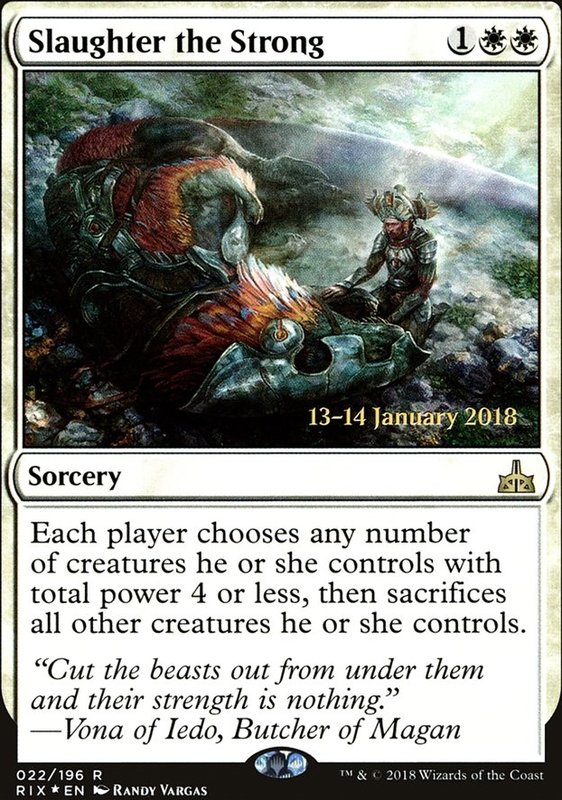 Slaughter the Strong 1
13–14 January 2018
Sorcery
Each player chooses any number
of creatures he or she controls with
total power 4 or less, then sacrifices
all other creatures he or she controls.
“Cut the beasts out from under them
and their strength is nothing.”
—Vona of Iedo, Butcher of Magan
022/196 R
RIX★EN Randy Vargas
™ & © 2018 Wizards of the Coast